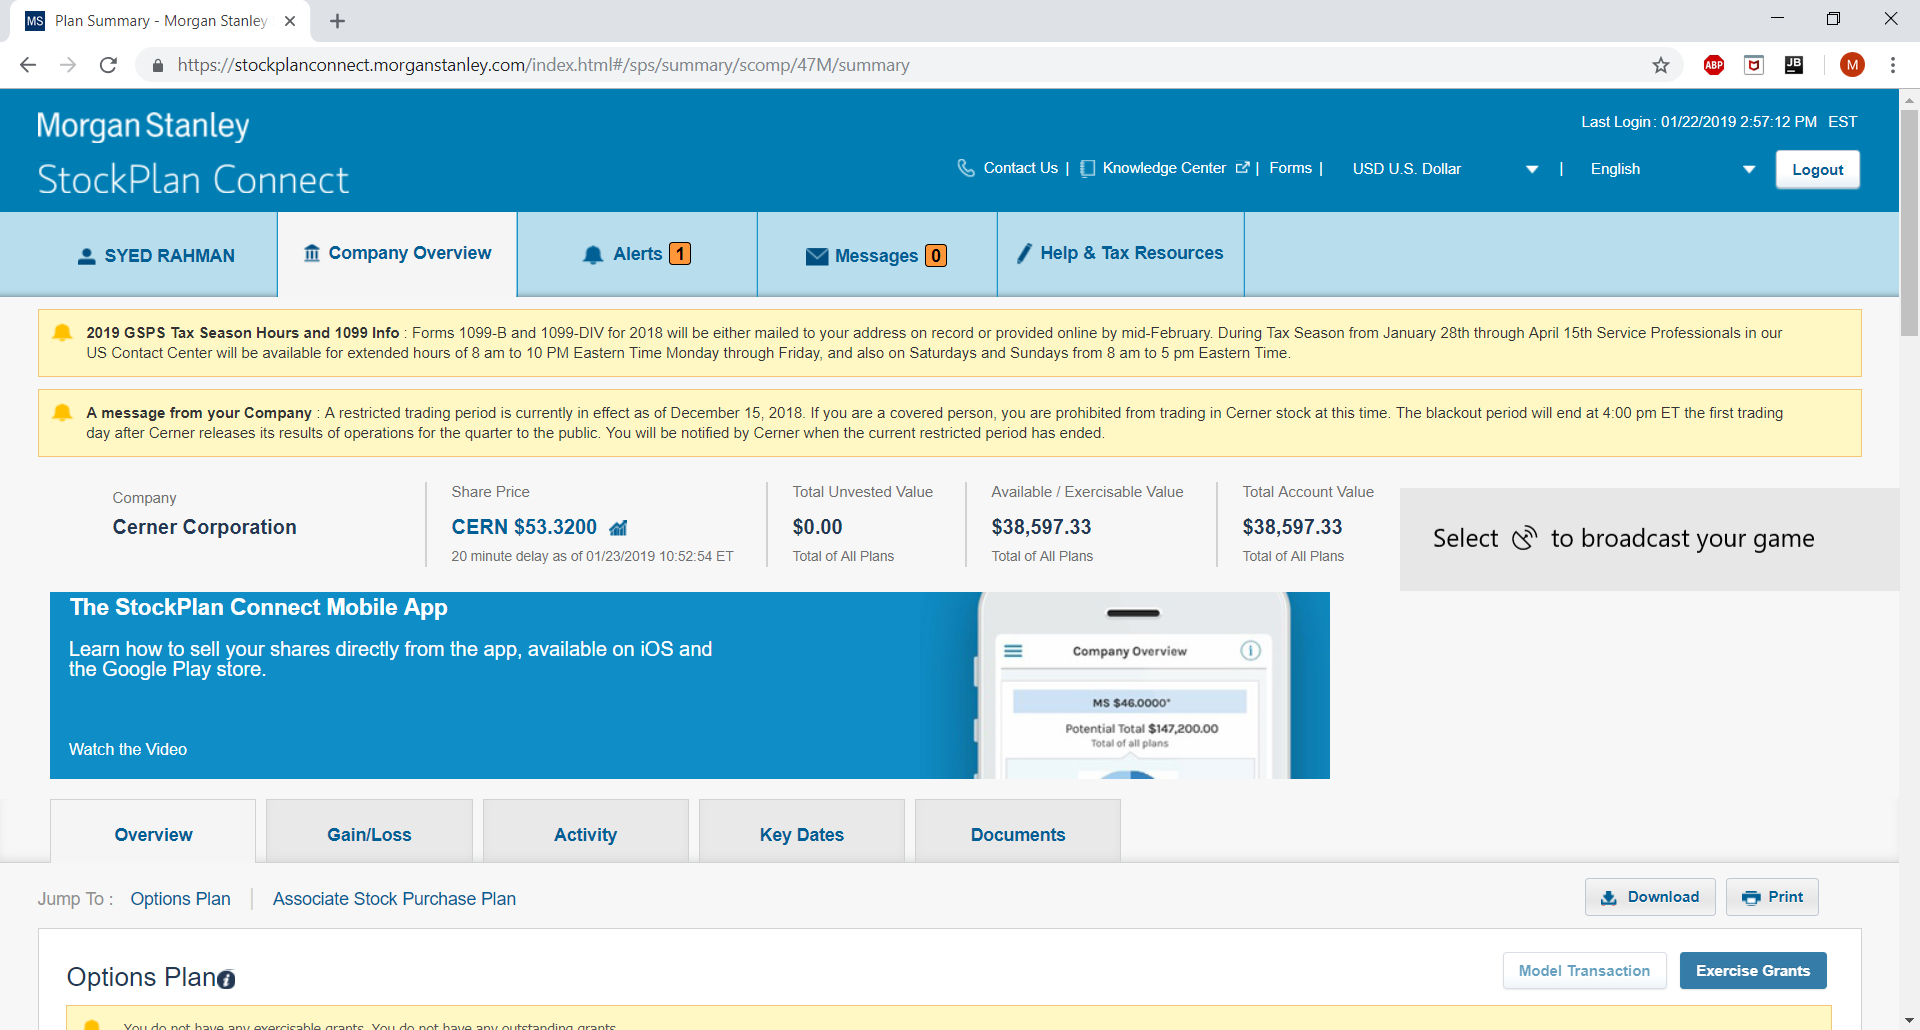 MS Plan Summary - Morgan Stanley
https://stockplanconnect.morganstanley.com/index.html#/sps/summary/scomp/47M/summary
ABP
JB
M
Morgan Stanley
StockPlan Connect
Last Login : 01/22/2019 2:57:12 PM EST
Contact Us | Knowledge Center | Forms | USD U.S. Dollar | English Logout
SYED RAHMAN Company Overview Alerts 1 Messages 0 Help & Tax Resources
2019 GSPS Tax Season Hours and 1099 Info : Forms 1099-B and 1099-DIV for 2018 will be either mailed to your address on record or provided online by mid-February. During Tax Season from January 28th through April 15th Service Professionals in our
US Contact Center will be available for extended hours of 8 am to 10 PM Eastern Time Monday through Friday, and also on Saturdays and Sundays from 8 am to 5 pm Eastern Time.
A message from your Company : A restricted trading period is currently in effect as of December 15, 2018. If you are a covered person, you are prohibited from trading in Cerner stock at this time. The blackout period will end at 4:00 pm ET the first trading
day after Cerner releases its results of operations for the quarter to the public. You will be notified by Cerner when the current restricted period has ended.
Company
Cerner Corporation
Share Price
CERN $53.3200
20 minute delay as of 01/23/2019 10:52:54 ET
Total Unvested Value
$0.00
Total of All Plans
Available / Exercisable Value
$38,597.33
Total of All Plans
Total Account Value
$38,597.33
Total of All Plans
Select to broadcast your game
The StockPlan Connect Mobile App
Learn how to sell your shares directly from the app, available on iOS and
the Google Play store.
Watch the Video
Company Overview
MS $46.0000*
Potential Total $147,200.00
Total of all plans
Overview Gain/Loss Activity Key Dates Documents
Jump To : Options Plan Associate Stock Purchase Plan
Download Print
Options Plan
Model Transaction Exercise Grants
You do not have any exercisable grants. You do not have any outstanding grants.